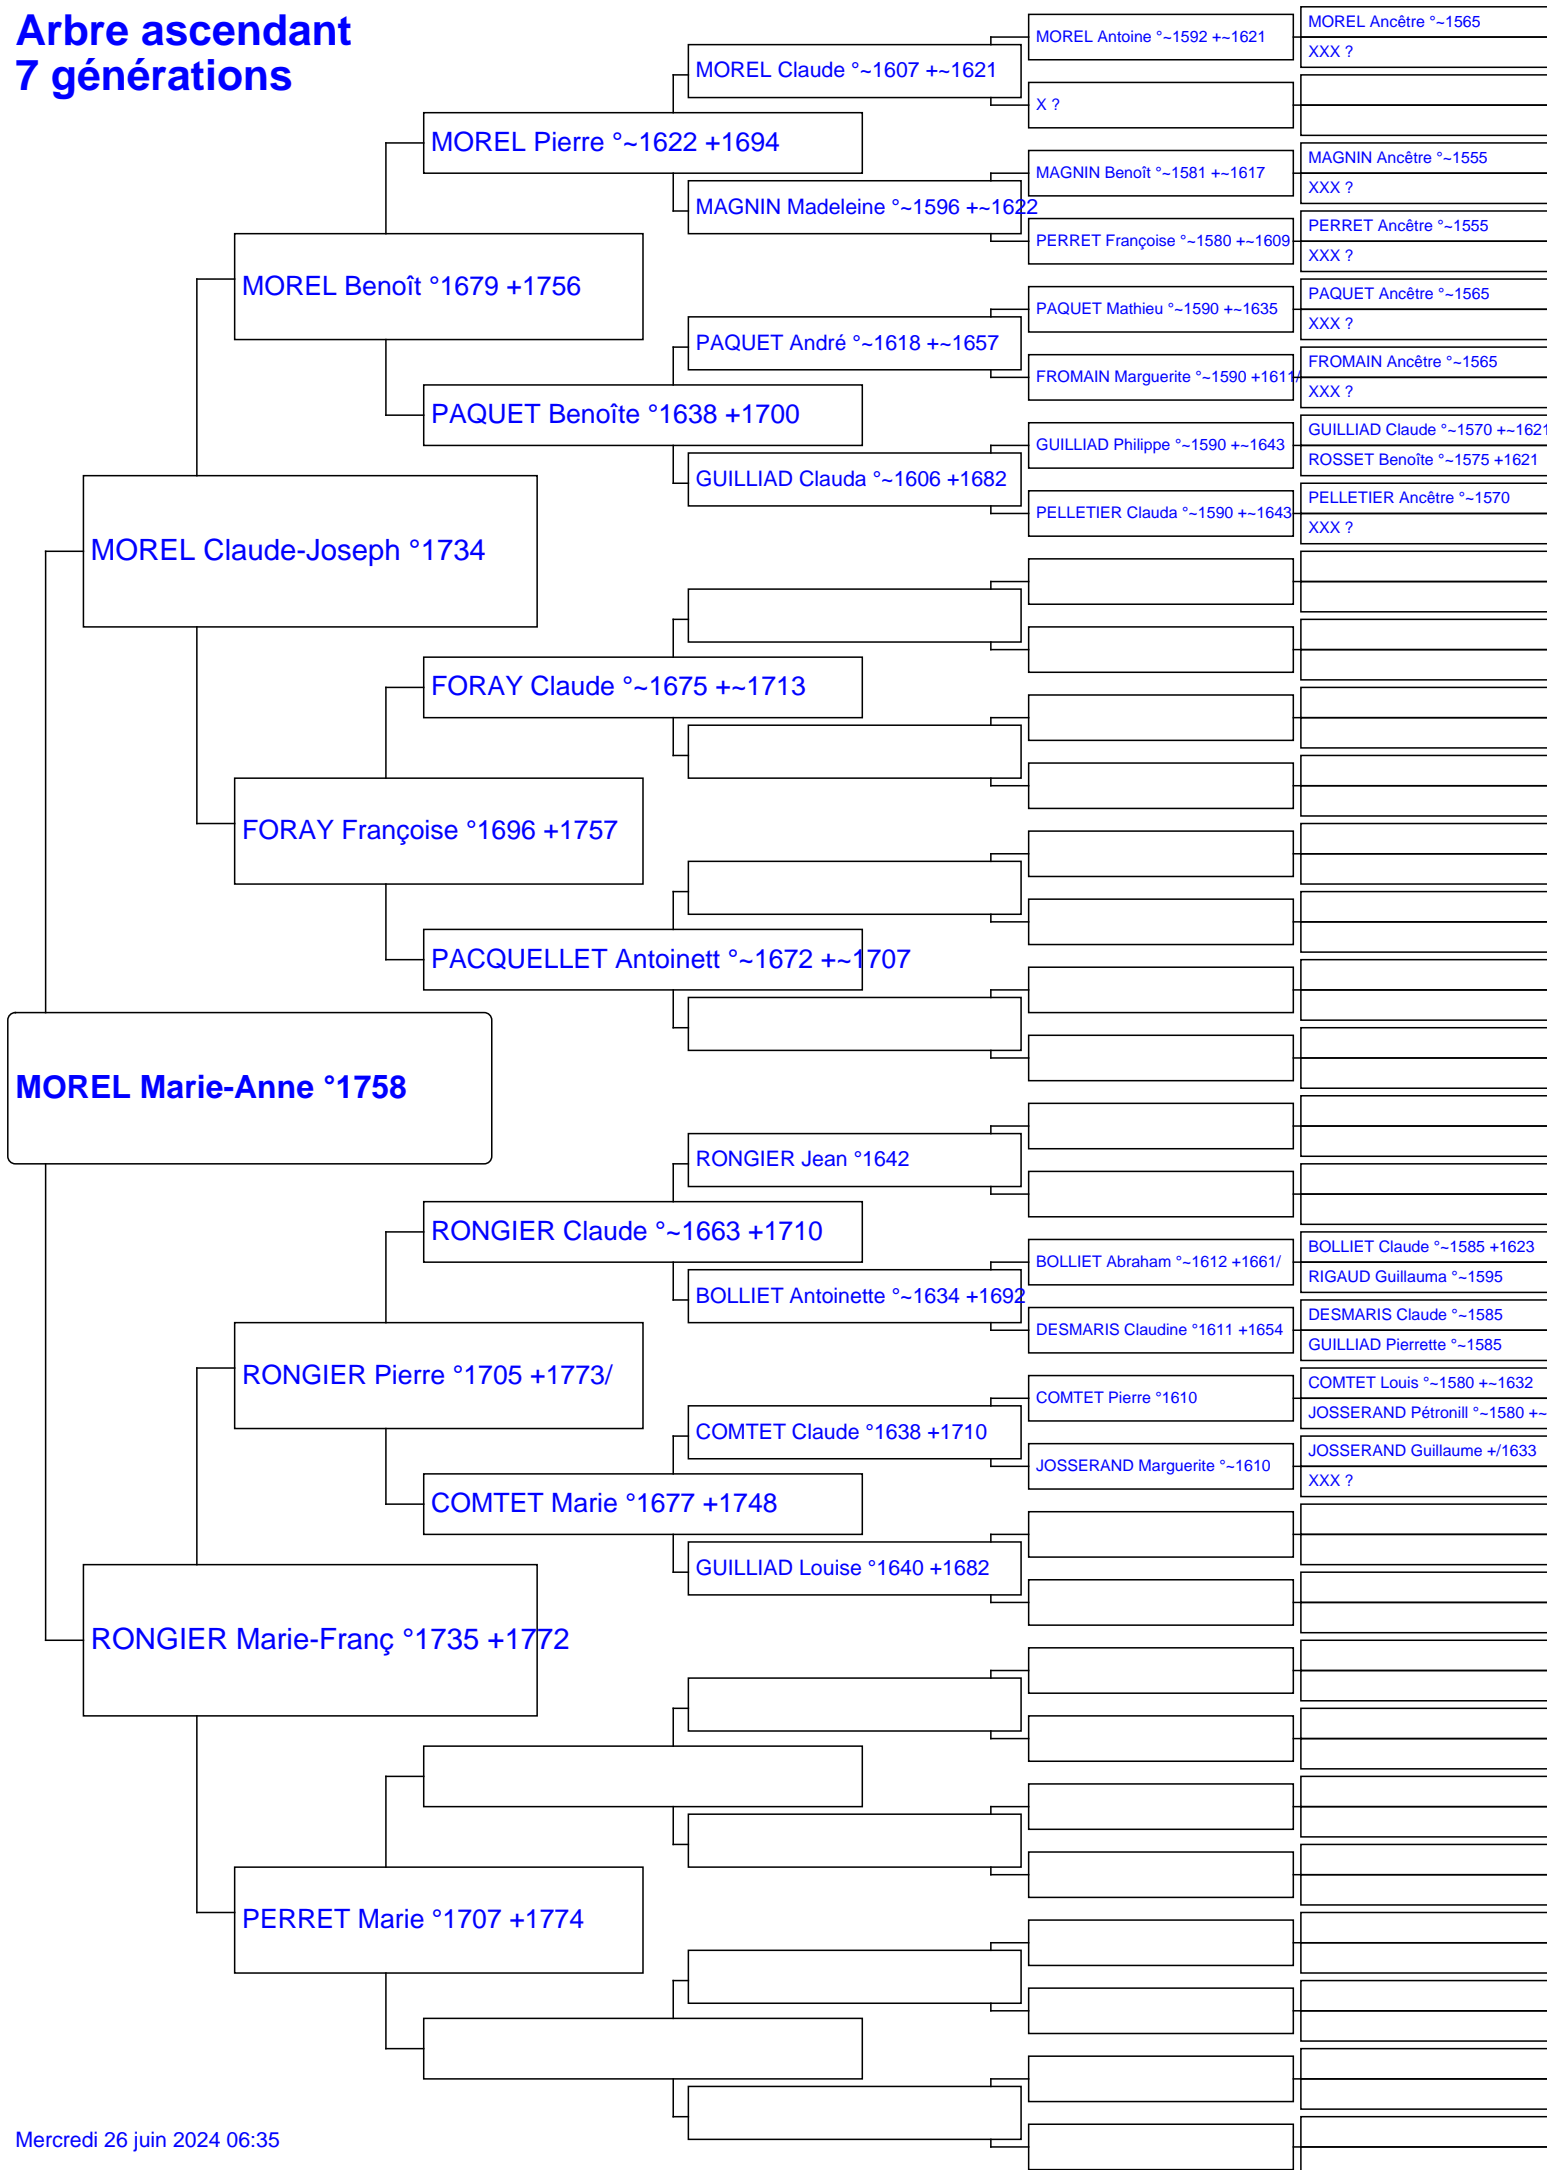 Arbre ascendant
7 générations
MOREL Marie-Anne °1758
MOREL Claude-Joseph °1734
RONGIER Marie-Franç °1735 +1772
MOREL Benoît °1679 +1756
FORAY Françoise °1696 +1757
RONGIER Pierre °1705 +1773/
PERRET Marie °1707 +1774
MOREL Pierre °~1622 +1694
PAQUET Benoîte °1638 +1700
FORAY Claude °~1675 +~1713
PACQUELLET Antoinett °~1672 +~1707
RONGIER Claude °~1663 +1710
COMTET Marie °1677 +1748
MOREL Claude °~1607 +~1621
MAGNIN Madeleine °~1596 +~1622
PAQUET André °~1618 +~1657
GUILLIAD Clauda °~1606 +1682
RONGIER Jean °1642
BOLLIET Antoinette °~1634 +1692
COMTET Claude °1638 +1710
GUILLIAD Louise °1640 +1682
MOREL Antoine °~1592 +~1621
X ?
MAGNIN Benoît °~1581 +~1617
PERRET Françoise °~1580 +~1609
PAQUET Mathieu °~1590 +~1635
FROMAIN Marguerite °~1590 +1611/
GUILLIAD Philippe °~1590 +~1643
PELLETIER Clauda °~1590 +~1643
BOLLIET Abraham °~1612 +1661/
DESMARIS Claudine °1611 +1654
COMTET Pierre °1610
JOSSERAND Marguerite °~1610
MOREL Ancêtre °~1565
XXX ?
MAGNIN Ancêtre °~1555
XXX ?
PERRET Ancêtre °~1555
XXX ?
PAQUET Ancêtre °~1565
XXX ?
FROMAIN Ancêtre °~1565
XXX ?
GUILLIAD Claude °~1570 +~1621
ROSSET Benoîte °~1575 +1621
PELLETIER Ancêtre °~1570
XXX ?
BOLLIET Claude °~1585 +1623
RIGAUD Guillauma °~1595
DESMARIS Claude °~1585
GUILLIAD Pierrette °~1585
COMTET Louis °~1580 +~1632
JOSSERAND Pétronill °~1580 +~
JOSSERAND Guillaume +/1633
XXX ?
Mercredi 26 juin 2024 06:35